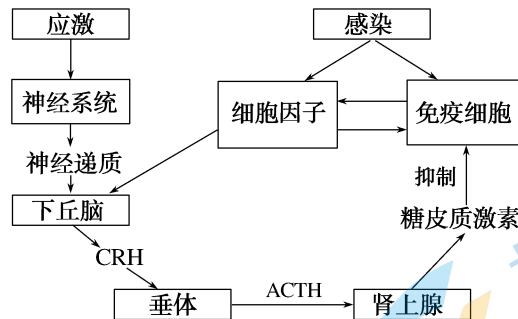 应激
感染
神经系统
细胞因子
免疫细胞
神经递质
抑制
下丘脑
糖皮质激素
CRH
垂体
ACTH
肾上腺